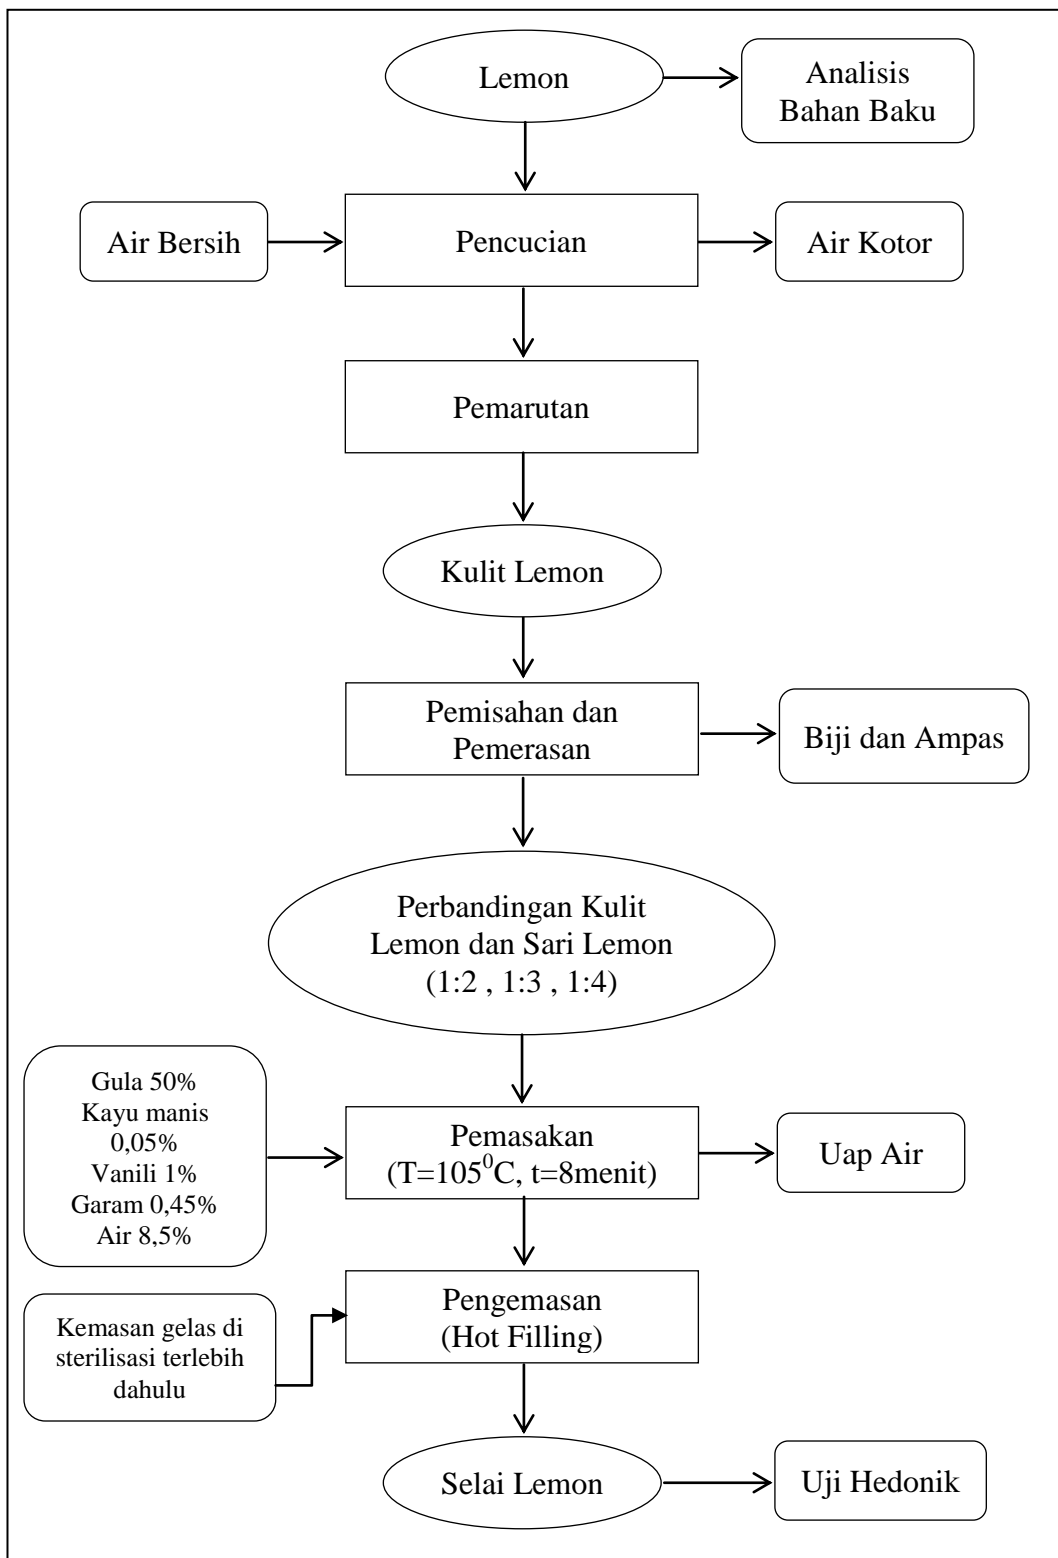 Lemon
Analisis
Bahan Baku
Air Bersih
Pencucian
Air Kotor
Pemarutan
Kulit Lemon
Pemisahan dan
Pemerasan
Biji dan Ampas
Perbandingan Kulit
Lemon dan Sari Lemon
(1:2 , 1:3 , 1:4)
Gula 50%
Kayu manis
0,05%
Vanili 1%
Garam 0,45%
Air 8,5%
Pemasakan
(T=105⁰C, t=8menit)
Uap Air
Pengemasan
(Hot Filling)
Kemasan gelas di
sterilisasi terlebih
dahulu
Selai Lemon
Uji Hedonik